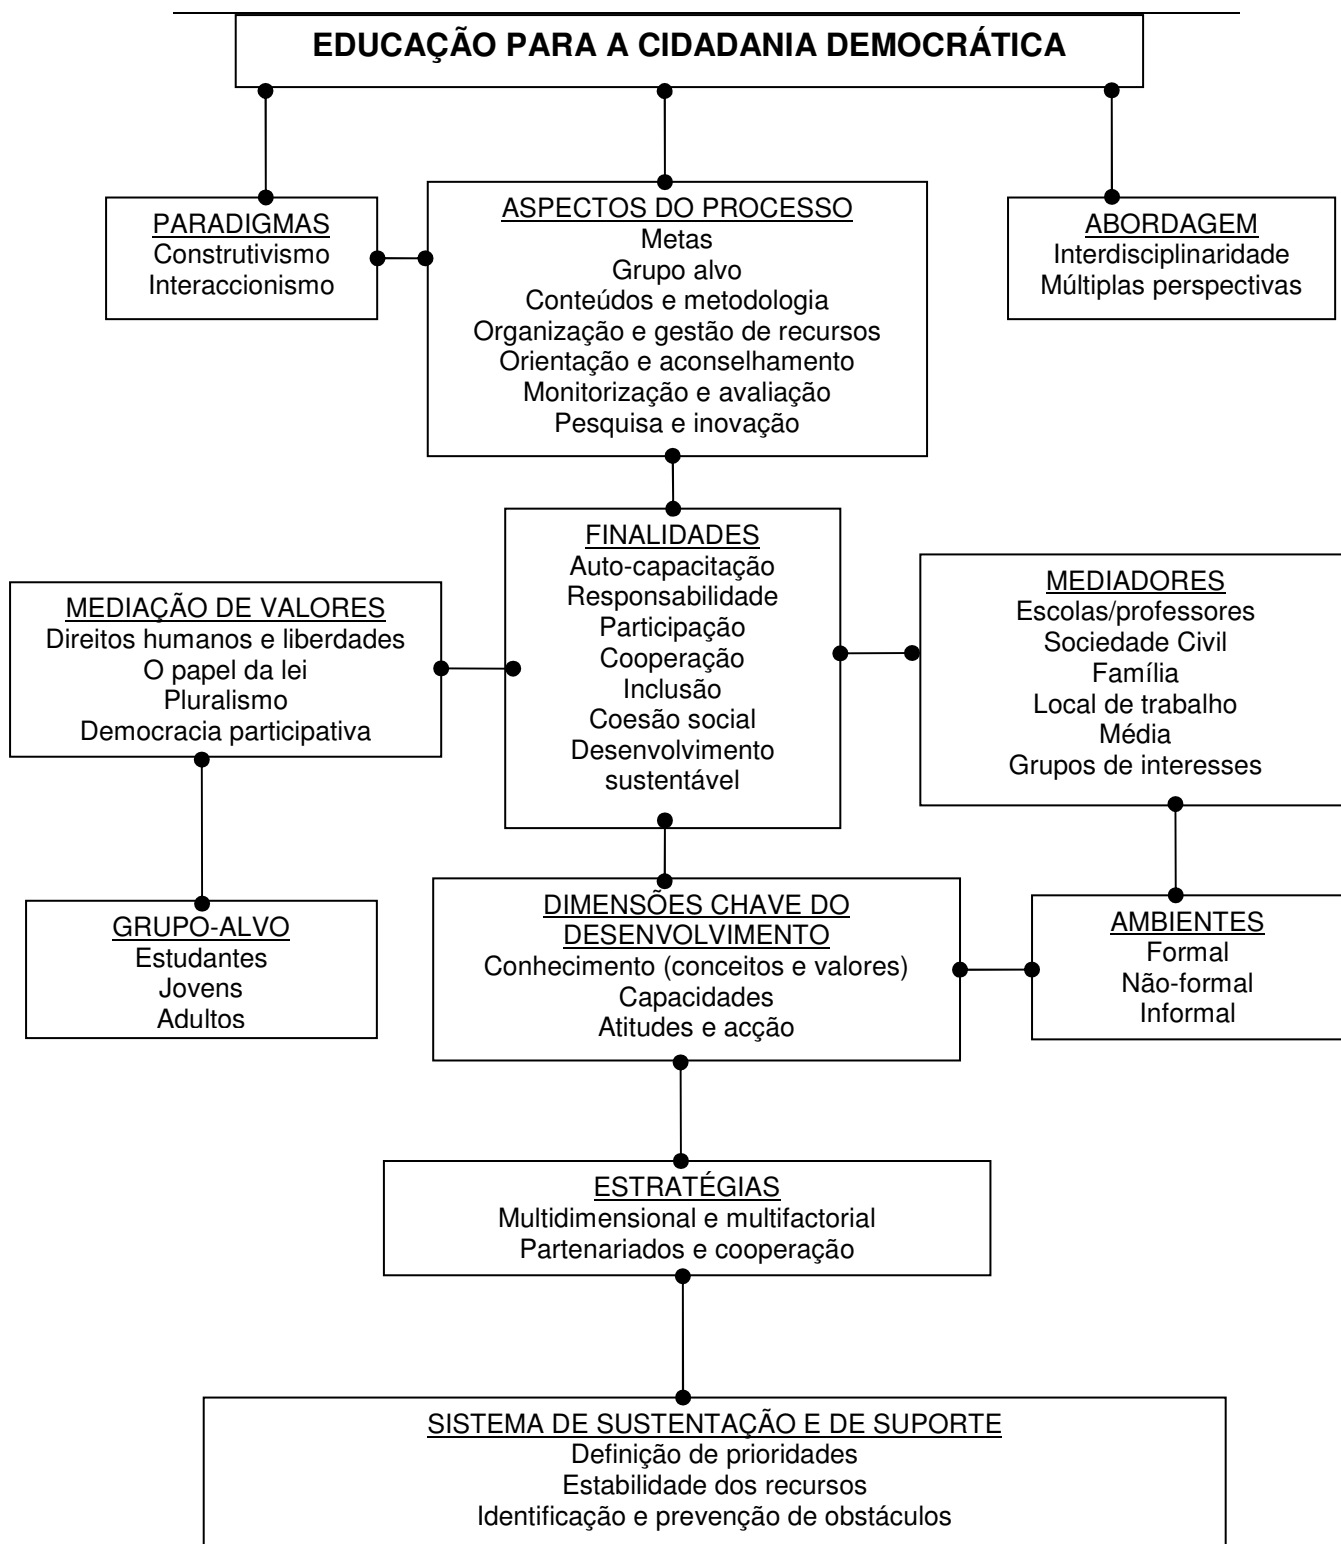 EDUCAÇÃO PARA A CIDADANIA DEMOCRÁTICA
PARADIGMAS
Construtivismo
Interaccionismo
ASPECTOS DO PROCESSO
Metas
Grupo alvo
Conteúdos e metodologia
Organização e gestão de recursos
Orientação e aconselhamento
Monitorização e avaliação
Pesquisa e inovação
ABORDAGEM
Interdisciplinaridade
Múltiplas perspectivas
FINALIDADES
Auto-capacitação
Responsabilidade
Participação
Cooperação
Inclusão
Coesão social
Desenvolvimento
sustentável
MEDIAÇÃO DE VALORES
Direitos humanos e liberdades
O papel da lei
Pluralismo
Democracia participativa
MEDIADORES
Escolas/professores
Sociedade Civil
Família
Local de trabalho
Média
Grupos de interesses
GRUPO-ALVO
Estudantes
Jovens
Adultos
DIMENSÕES CHAVE DO
DESENVOLVIMENTO
Conhecimento (conceitos e valores)
Capacidades
Atitudes e acção
AMBIENTES
Formal
Não-formal
Informal
ESTRATÉGIAS
Multidimensional e multifactorial
Partenariados e cooperação
SISTEMA DE SUSTENTAÇÃO E DE SUPORTE
Definição de prioridades
Estabilidade dos recursos
Identificação e prevenção de obstáculos